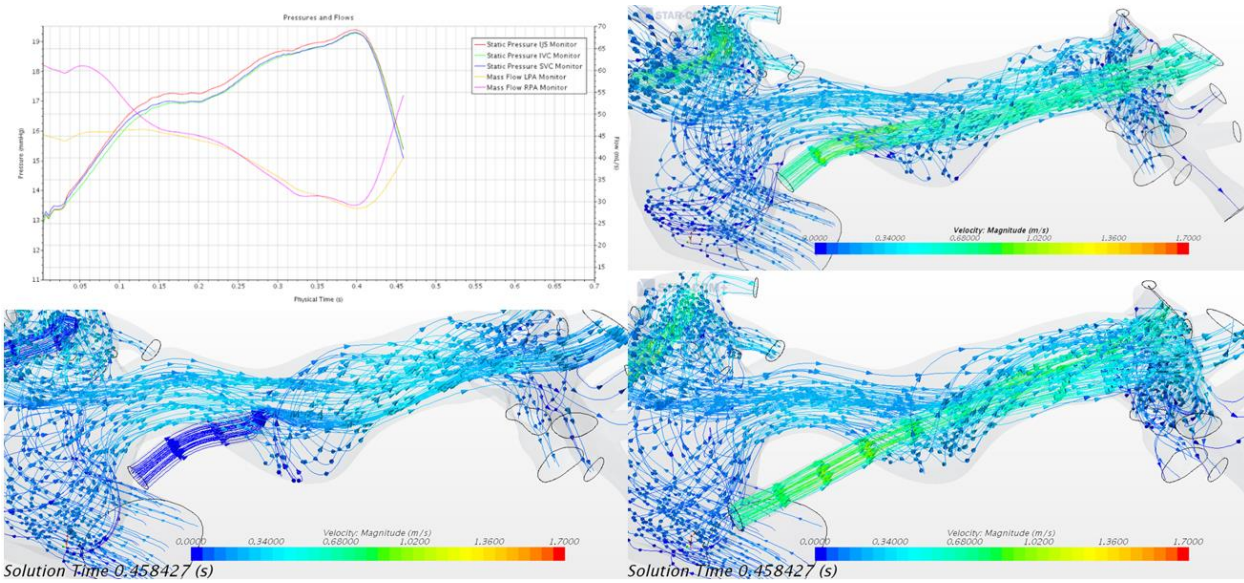 Pressures and Flows
19
18
17
16
15
14
13
12
11
Pressure (mmHg)
70
65
60
55
50
45
40
35
30
25
20
15
Flow (mL/s)
Static Pressure IJS Monitor
Static Pressure IVC Monitor
Static Pressure SVC Monitor
Mass Flow LPA Monitor
Mass Flow RPA Monitor
0.05 0.1 0.15 0.2 0.25 0.3 0.35 0.4 0.45 0.5 0.55 0.6 0.65 0.7
Physical Time (s)
Velocity: Magnitude (m/s)
0.0000 0.34000 0.68000 1.0200 1.3600 1.7000
Velocity: Magnitude (m/s)
0.0000 0.34000 0.68000 1.0200 1.3600 1.7000
Solution Time 0.458427 (s)
Velocity: Magnitude (m/s)
0.0000 0.34000 0.68000 1.0200 1.3600 1.7000
Solution Time 0.458427 (s)